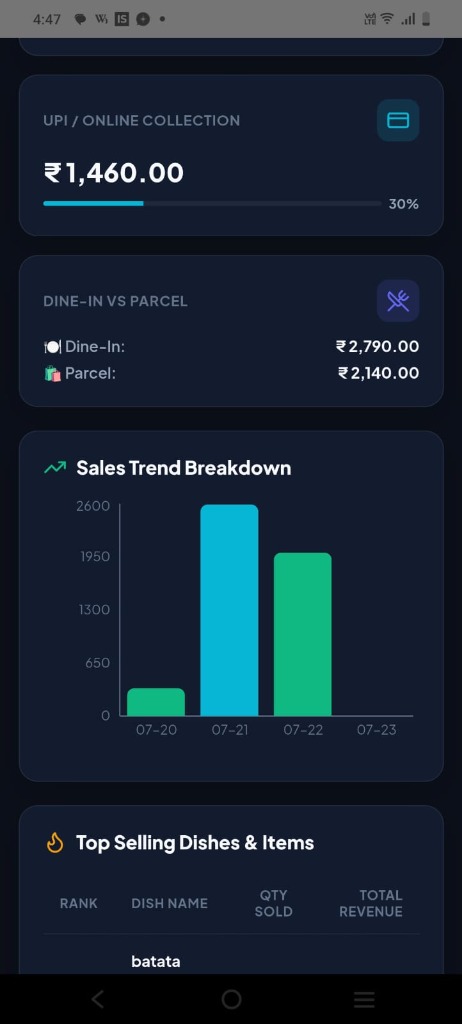 4:47
UPI / ONLINE COLLECTION
₹1,460.00
30%
DINE-IN VS PARCEL
Dine-In: ₹2,790.00
Parcel: ₹2,140.00
Sales Trend Breakdown
2600
1950
1300
650
0
07-20 07-21 07-22 07-23
Top Selling Dishes & Items
RANK DISH NAME QTY SOLD TOTAL REVENUE
batata